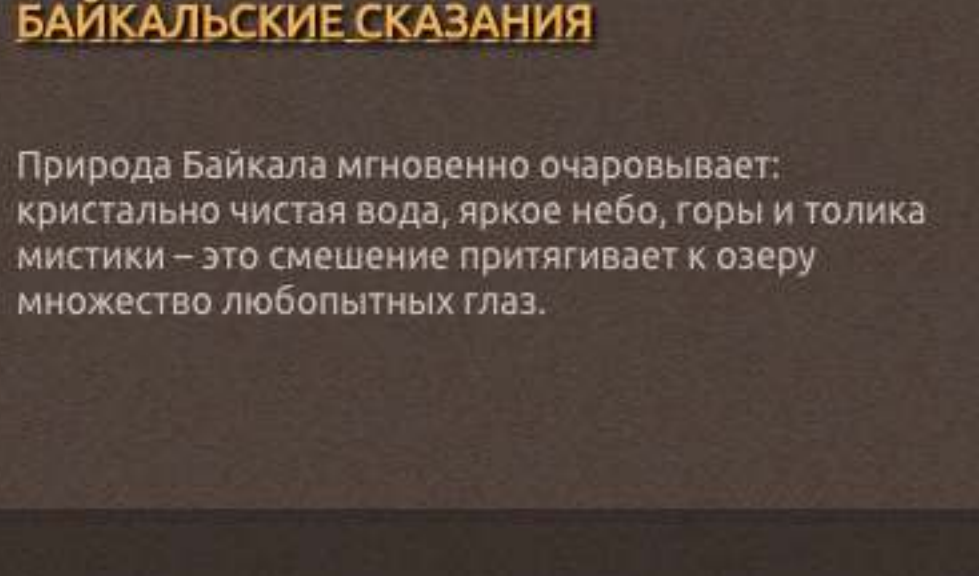 БАЙКАЛЬСКИЕ СКАЗАНИЯ
Природа Байкала мгновенно очаровывает:
кристально чистая вода, яркое небо, горы и толика
мистики – это смешение притягивает к озеру
множество любопытных глаз.